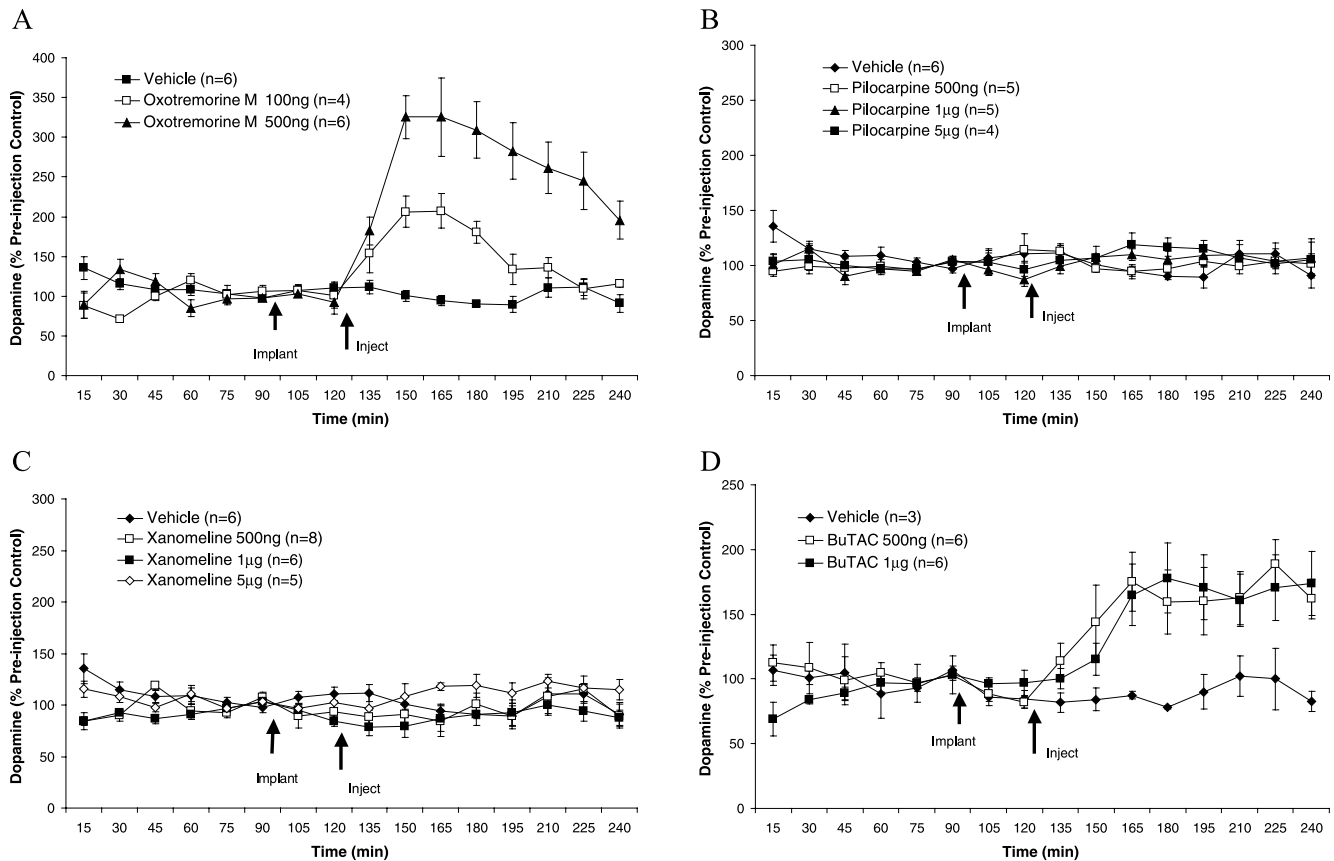 A
Dopamine (% Pre-injection Control)
400
350
300
250
200
150
100
50
0
Vehicle (n=6)
Oxotremorine M 100ng (n=4)
Oxotremorine M 500ng (n=6)
Implant
Inject
15 30 45 60 75 90 105 120 135 150 165 180 195 210 225 240
Time (min)
B
Dopamine (% Pre-injection Control)
300
250
200
150
100
50
0
Vehicle (n=6)
Pilocarpine 500ng (n=5)
Pilocarpine 1µg (n=5)
Pilocarpine 5µg (n=4)
Implant
Inject
15 30 45 60 75 90 105 120 135 150 165 180 195 210 225 240
Time (min)
C
Dopamine (% Pre-injection Control)
300
250
200
150
100
50
0
Vehicle (n=6)
Xanomeline 500ng (n=8)
Xanomeline 1µg (n=6)
Xanomeline 5µg (n=5)
Implant
Inject
15 30 45 60 75 90 105 120 135 150 165 180 195 210 225 240
Time (min)
D
Dopamine (% Pre-injection Control)
250
200
150
100
50
0
Vehicle (n=3)
BuTAC 500ng (n=6)
BuTAC 1µg (n=6)
Implant
Inject
15 30 45 60 75 90 105 120 135 150 165 180 195 210 225 240
Time (min)